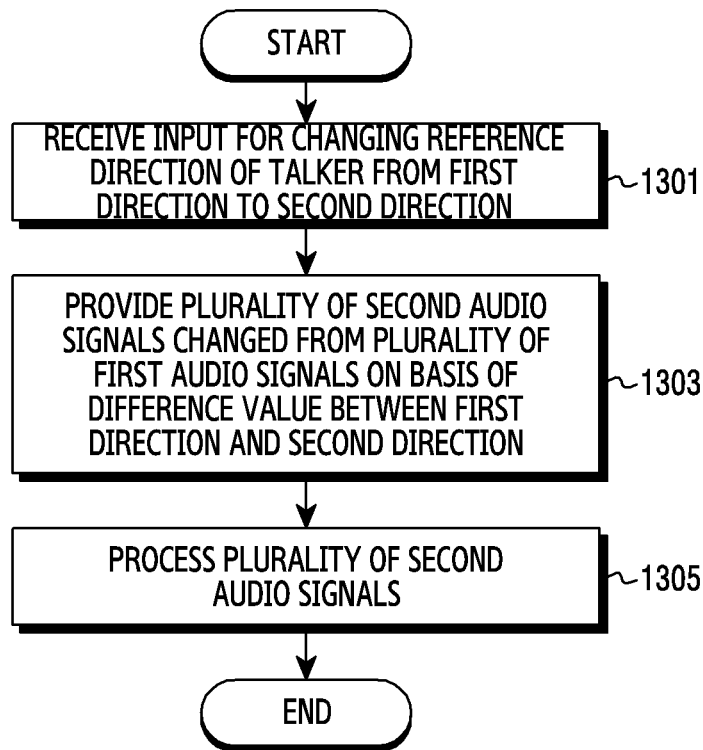 START
RECEIVE INPUT FOR CHANGING REFERENCE
DIRECTION OF TALKER FROM FIRST
DIRECTION TO SECOND DIRECTION
1301
PROVIDE PLURALITY OF SECOND AUDIO
SIGNALS CHANGED FROM PLURALITY OF
FIRST AUDIO SIGNALS ON BASIS OF
DIFFERENCE VALUE BETWEEN FIRST
DIRECTION AND SECOND DIRECTION
1303
PROCESS PLURALITY OF SECOND
AUDIO SIGNALS
1305
END